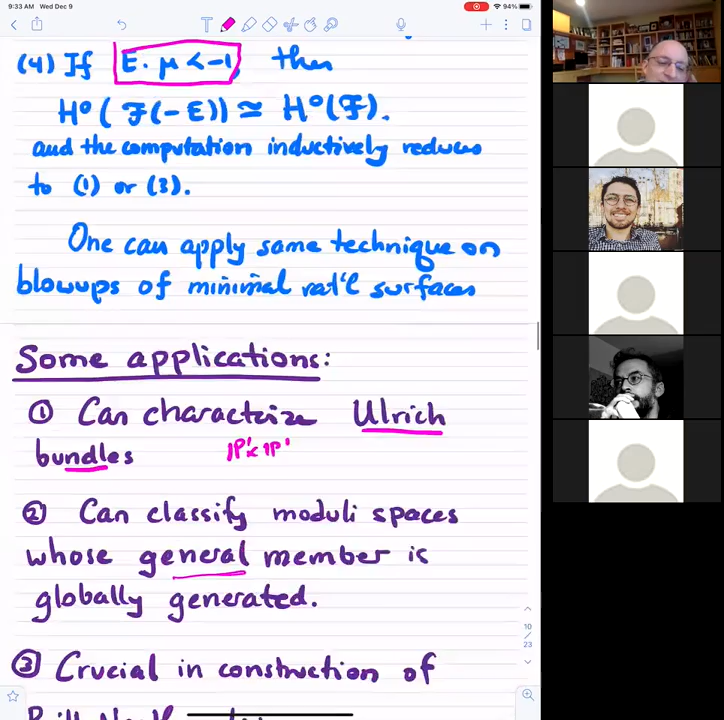 9:33 AM Wed Dec 9
94%
(4) If E. μ < -1, then
H⁰( F(-E)) ≅ H⁰(F).
and the computation inductively reduces
to (1) or (3).
One can apply same technique on
blowups of minimal rat'l surfaces
Some applications:
① Can characterize Ulrich
bundles P¹×P¹
② Can classify moduli spaces
whose general member is
globally generated.
③ Crucial in construction of
10
/
23